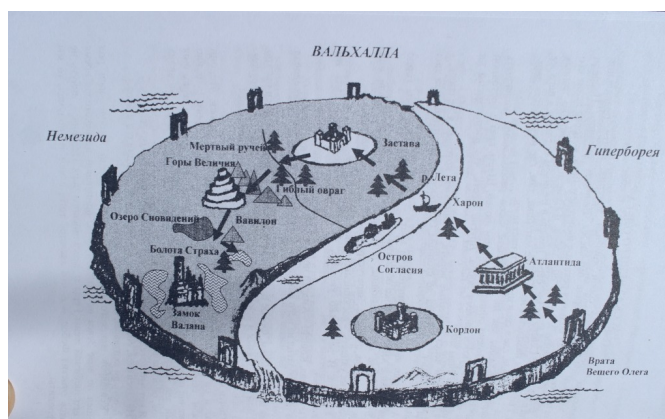 ВАЛЬХАЛЛА
Немезида
Гиперборея
Мертвый ручей
Застава
Горы Величия
Гиблый овраг
р. Лета
Харон
Озеро Сновидений
Вавилон
Болота Страха
Остров
Согласия
Атлантида
Замок
Валана
Кордон
Врата
Вещего Олега